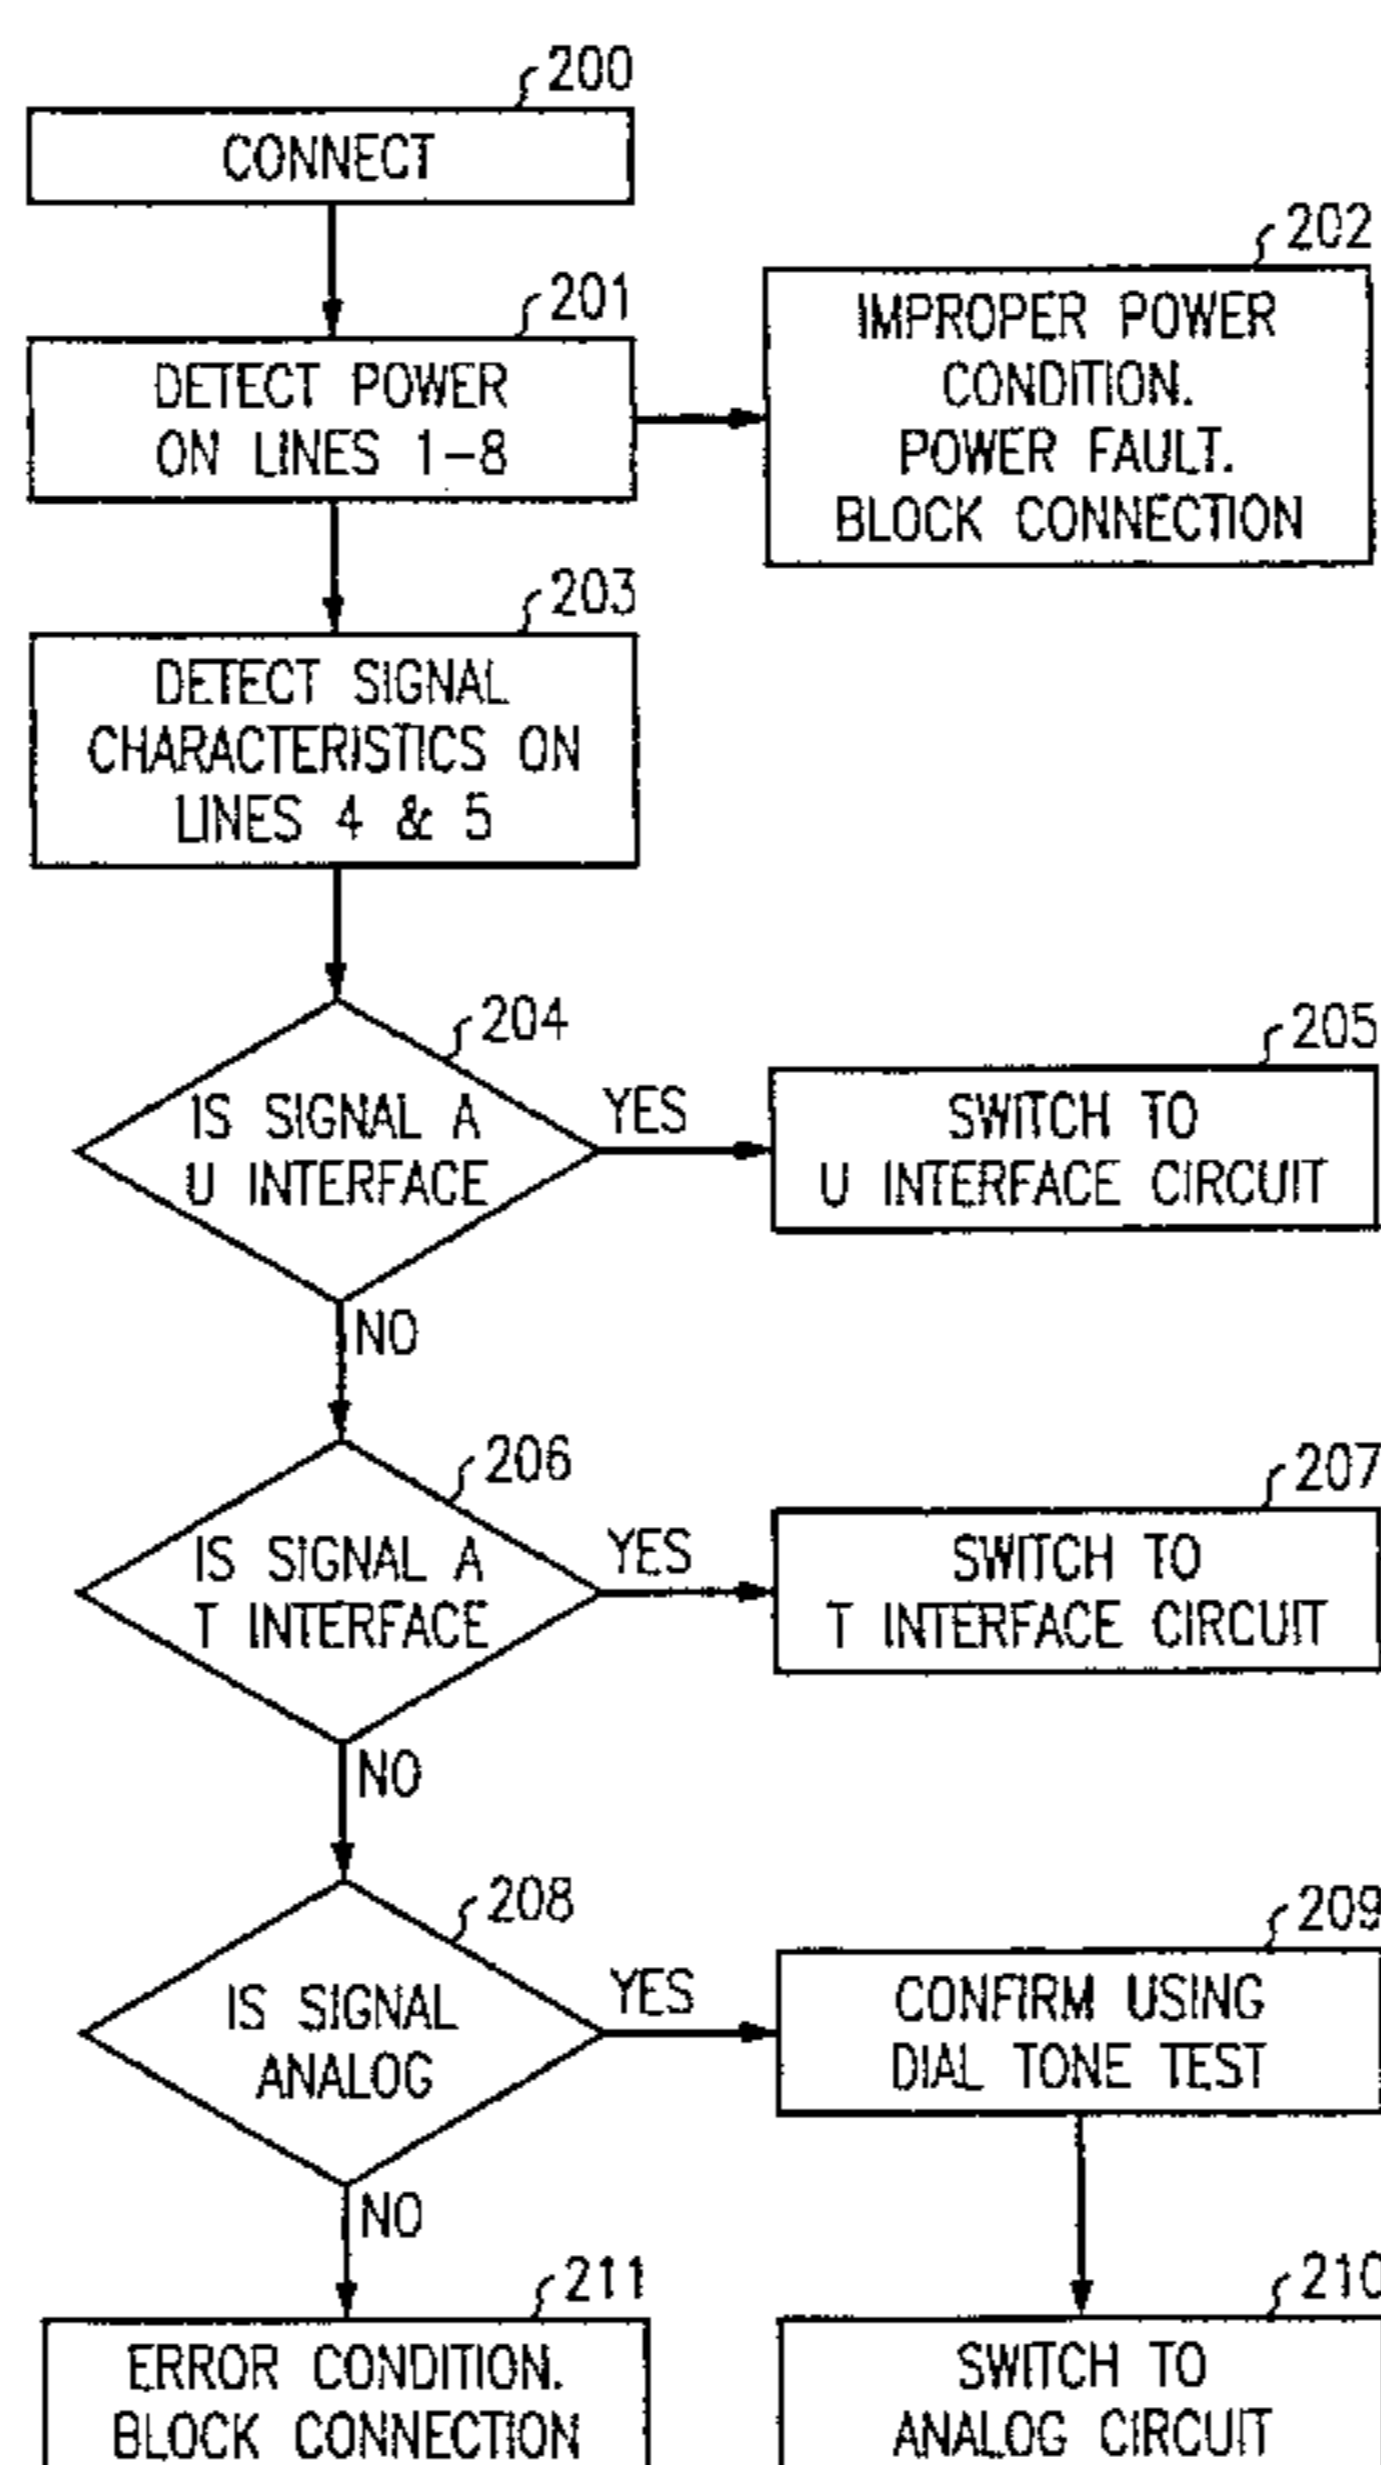 200
CONNECT
201
DETECT POWER
ON LINES 1-8
202
IMPROPER POWER
CONDITION.
POWER FAULT.
BLOCK CONNECTION
203
DETECT SIGNAL
CHARACTERISTICS ON
LINES 4 & 5
204
IS SIGNAL A
U INTERFACE
YES
205
SWITCH TO
U INTERFACE CIRCUIT
NO
206
IS SIGNAL A
T INTERFACE
YES
207
SWITCH TO
T INTERFACE CIRCUIT
NO
208
IS SIGNAL
ANALOG
YES
209
CONFIRM USING
DIAL TONE TEST
NO
211
ERROR CONDITION.
BLOCK CONNECTION
210
SWITCH TO
ANALOG CIRCUIT